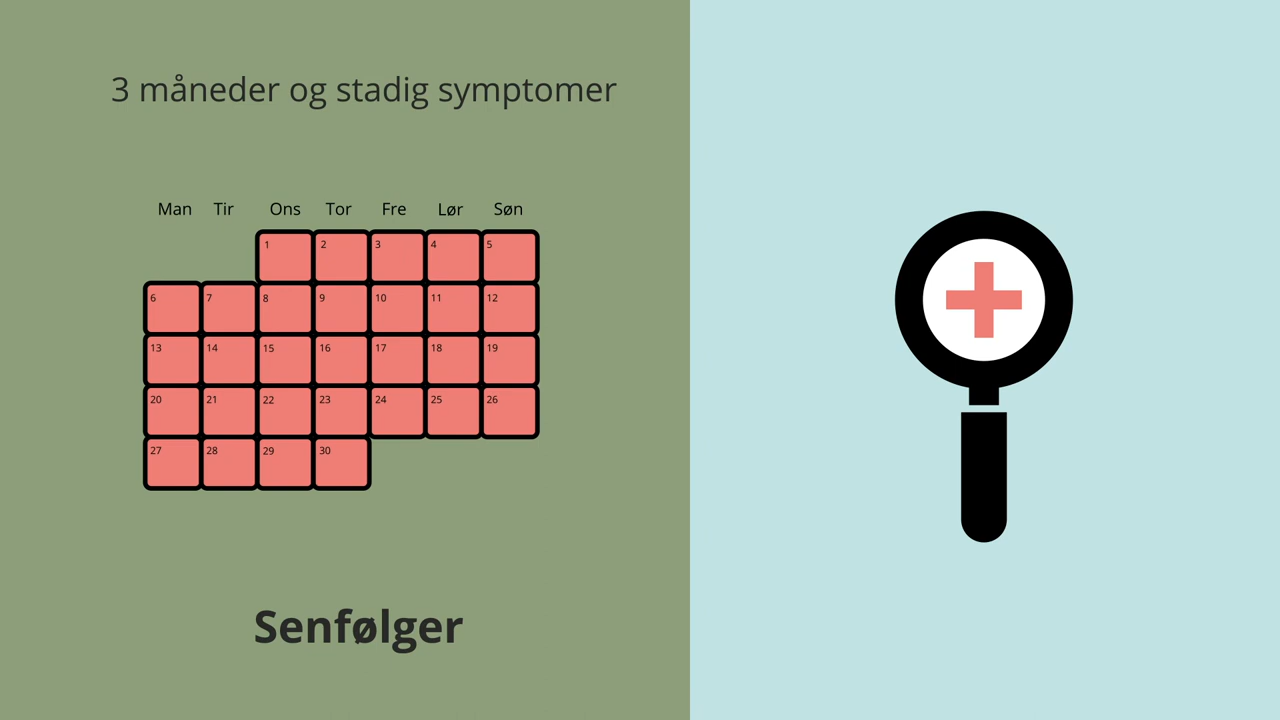 3 måneder og stadig symptomer
Man Tir Ons Tor Fre Lør Søn
1 2 3 4 5
6 7 8 9 10 11 12
13 14 15 16 17 18 19
20 21 22 23 24 25 26
27 28 29 30
Senfølger